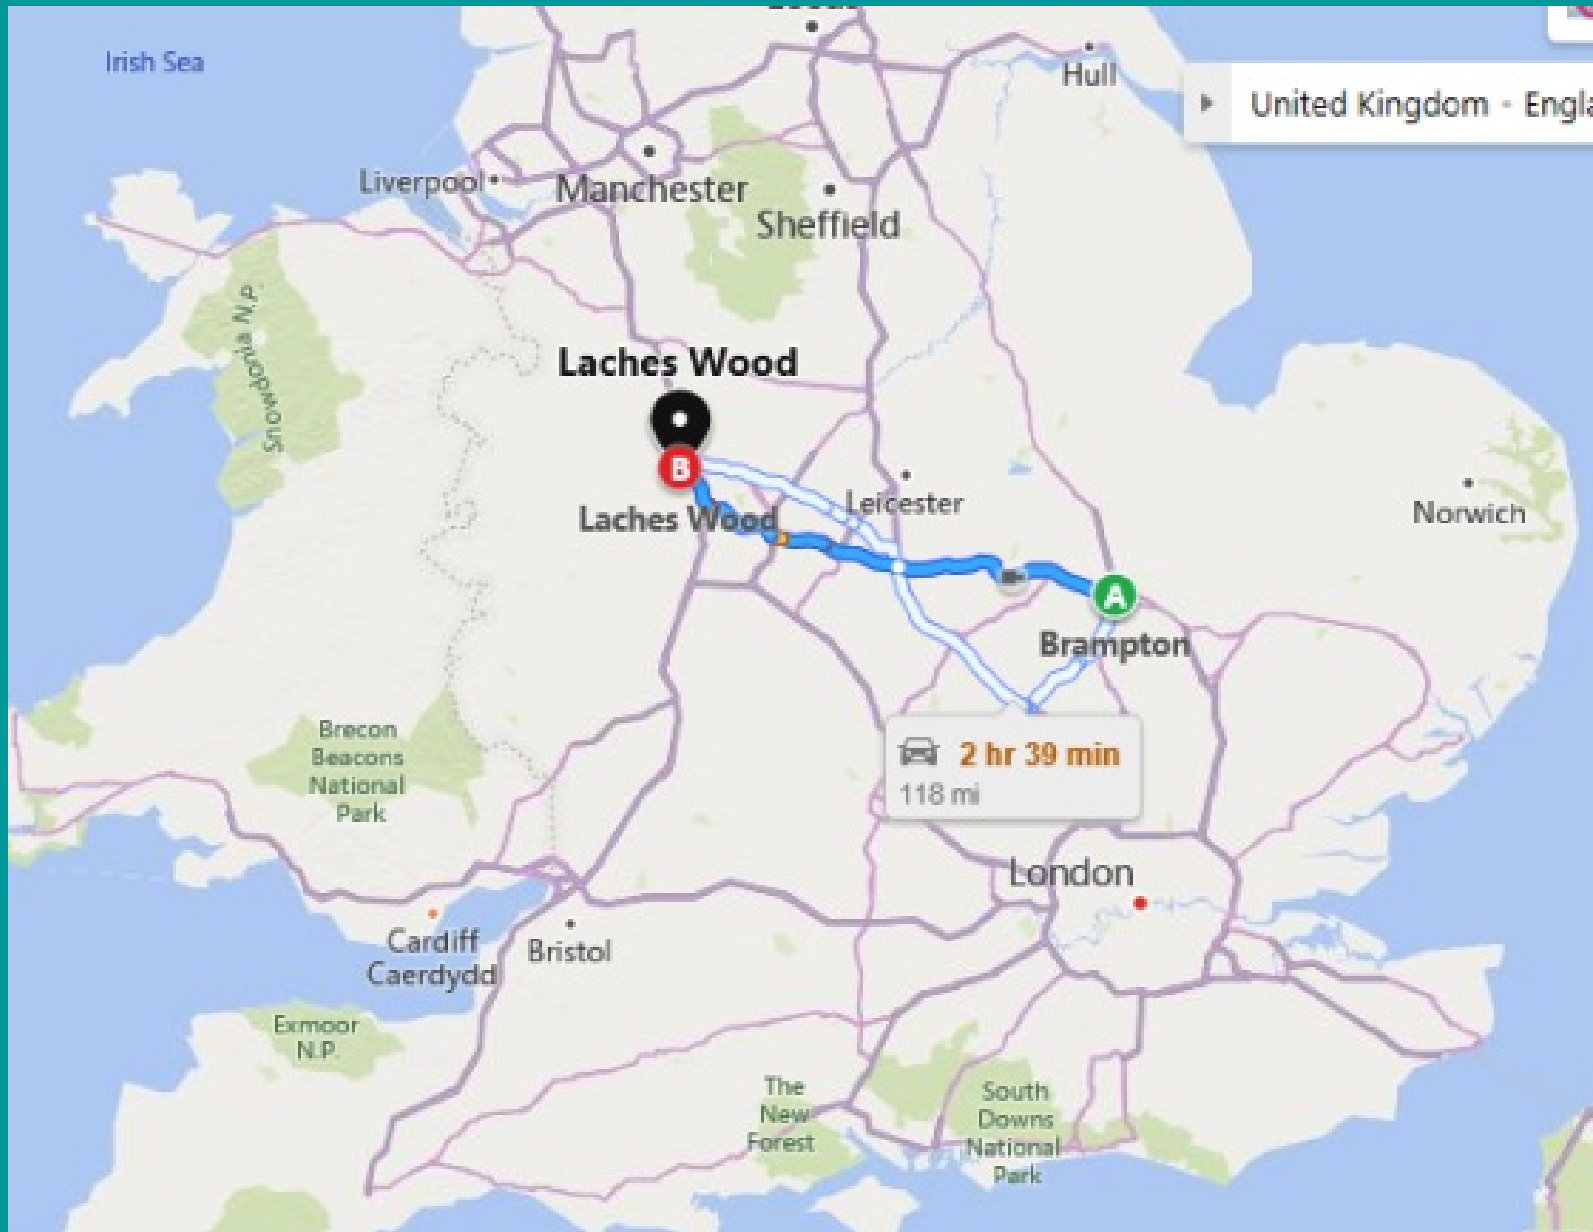 Irish Sea
Hull
United Kingdom • Engla
Liverpool
Manchester
Sheffield
Snowdonia N.P.
Laches Wood
B
Laches Wood
Leicester
Norwich
A
Brampton
Brecon
Beacons
National
Park
2 hr 39 min
118 mi
London
Cardiff
Caerdydd
Bristol
Exmoor
N.P.
The
New
Forest
South
Downs
National
Park